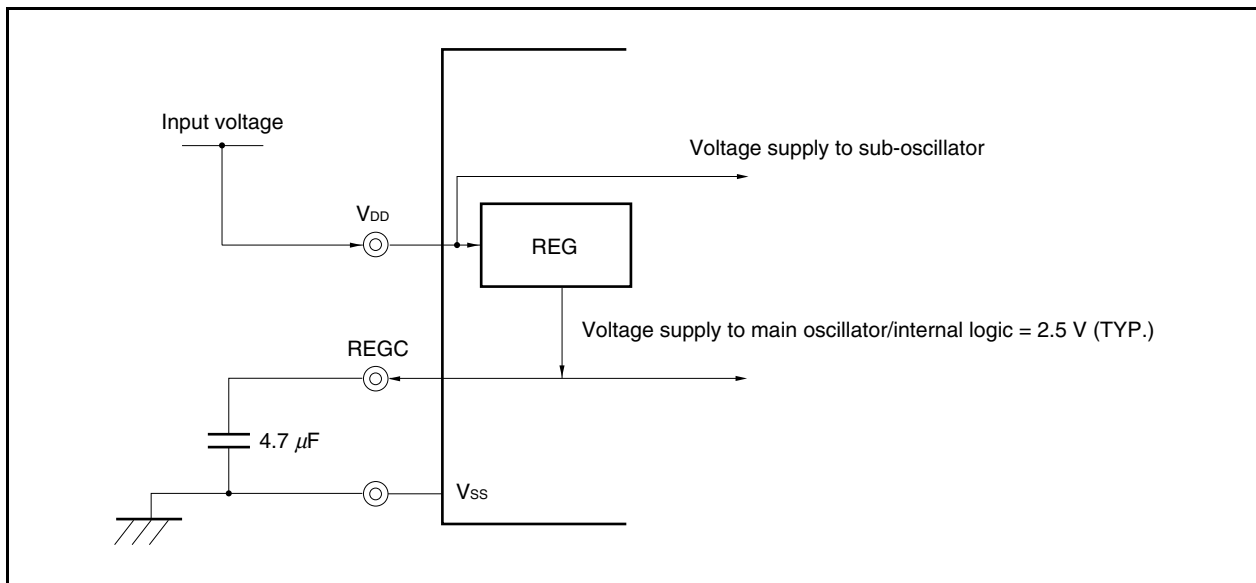 Input voltage
Voltage supply to sub-oscillator
VDD
REG
Voltage supply to main oscillator/internal logic = 2.5 V (TYP.)
REGC
4.7 μF
VSS